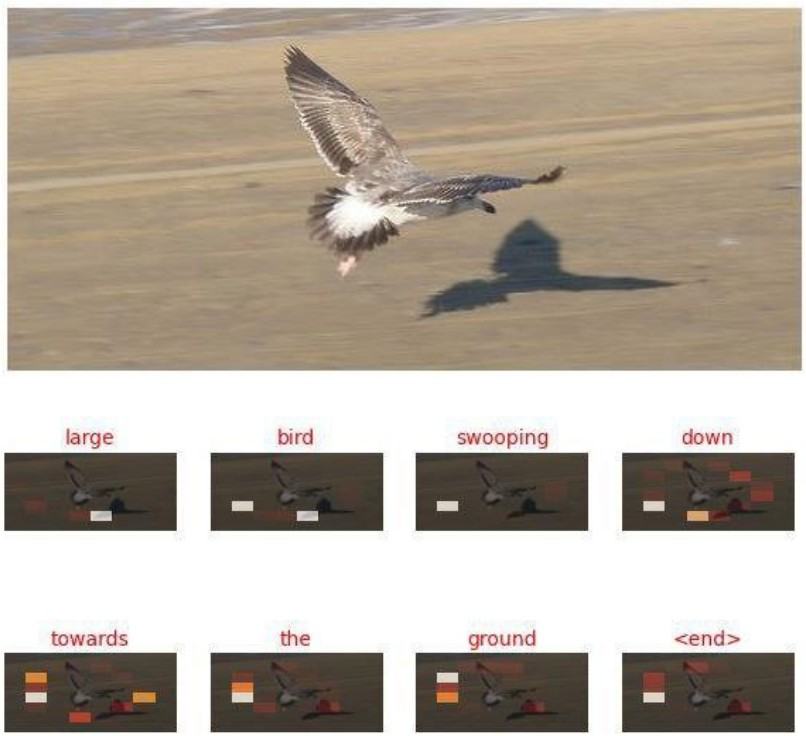 large bird swooping down
towards the ground <end>